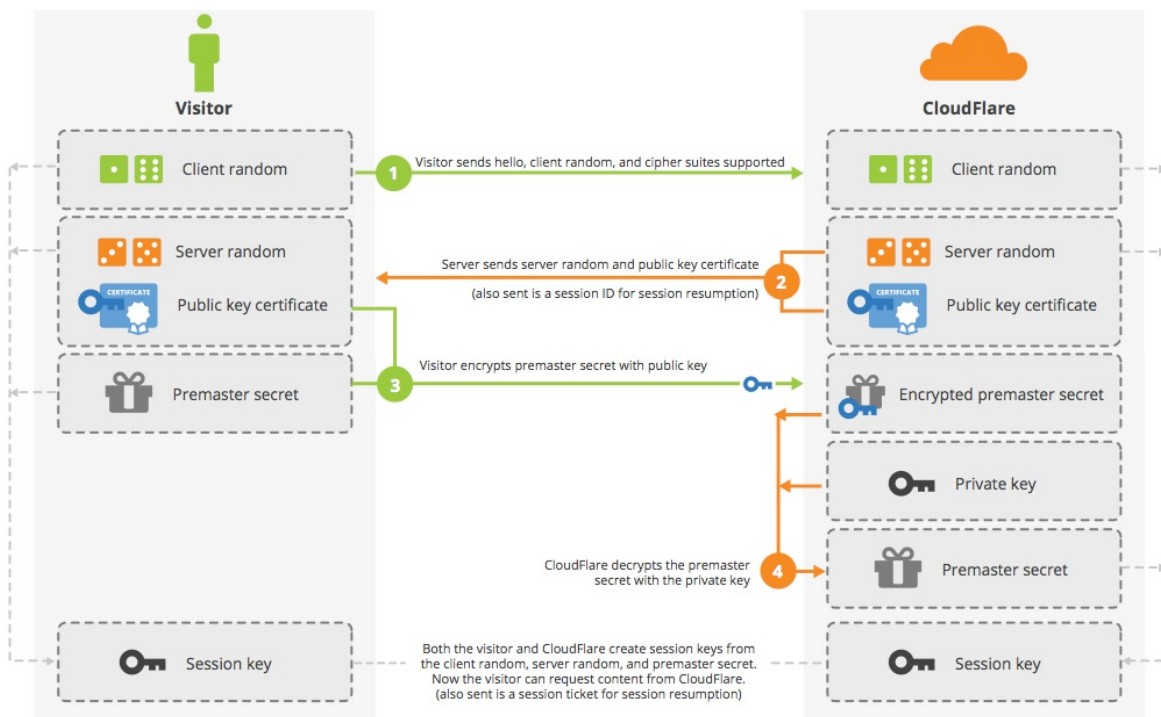 Visitor
CloudFlare
Client random
1
Visitor sends hello, client random, and cipher suites supported
Client random
Server random
Server sends server random and public key certificate
2
Server random
(also sent is a session ID for session resumption)
CERTIFICATE
Public key certificate
CERTIFICATE
Public key certificate
Visitor encrypts premaster secret with public key
Premaster secret
3
Encrypted premaster secret
Private key
CloudFlare decrypts the premaster
secret with the private key
4
Premaster secret
Session key
Both the visitor and CloudFlare create session keys from
the client random, server random, and premaster secret.
Now the visitor can request content from CloudFlare.
(also sent is a session ticket for session resumption)
Session key